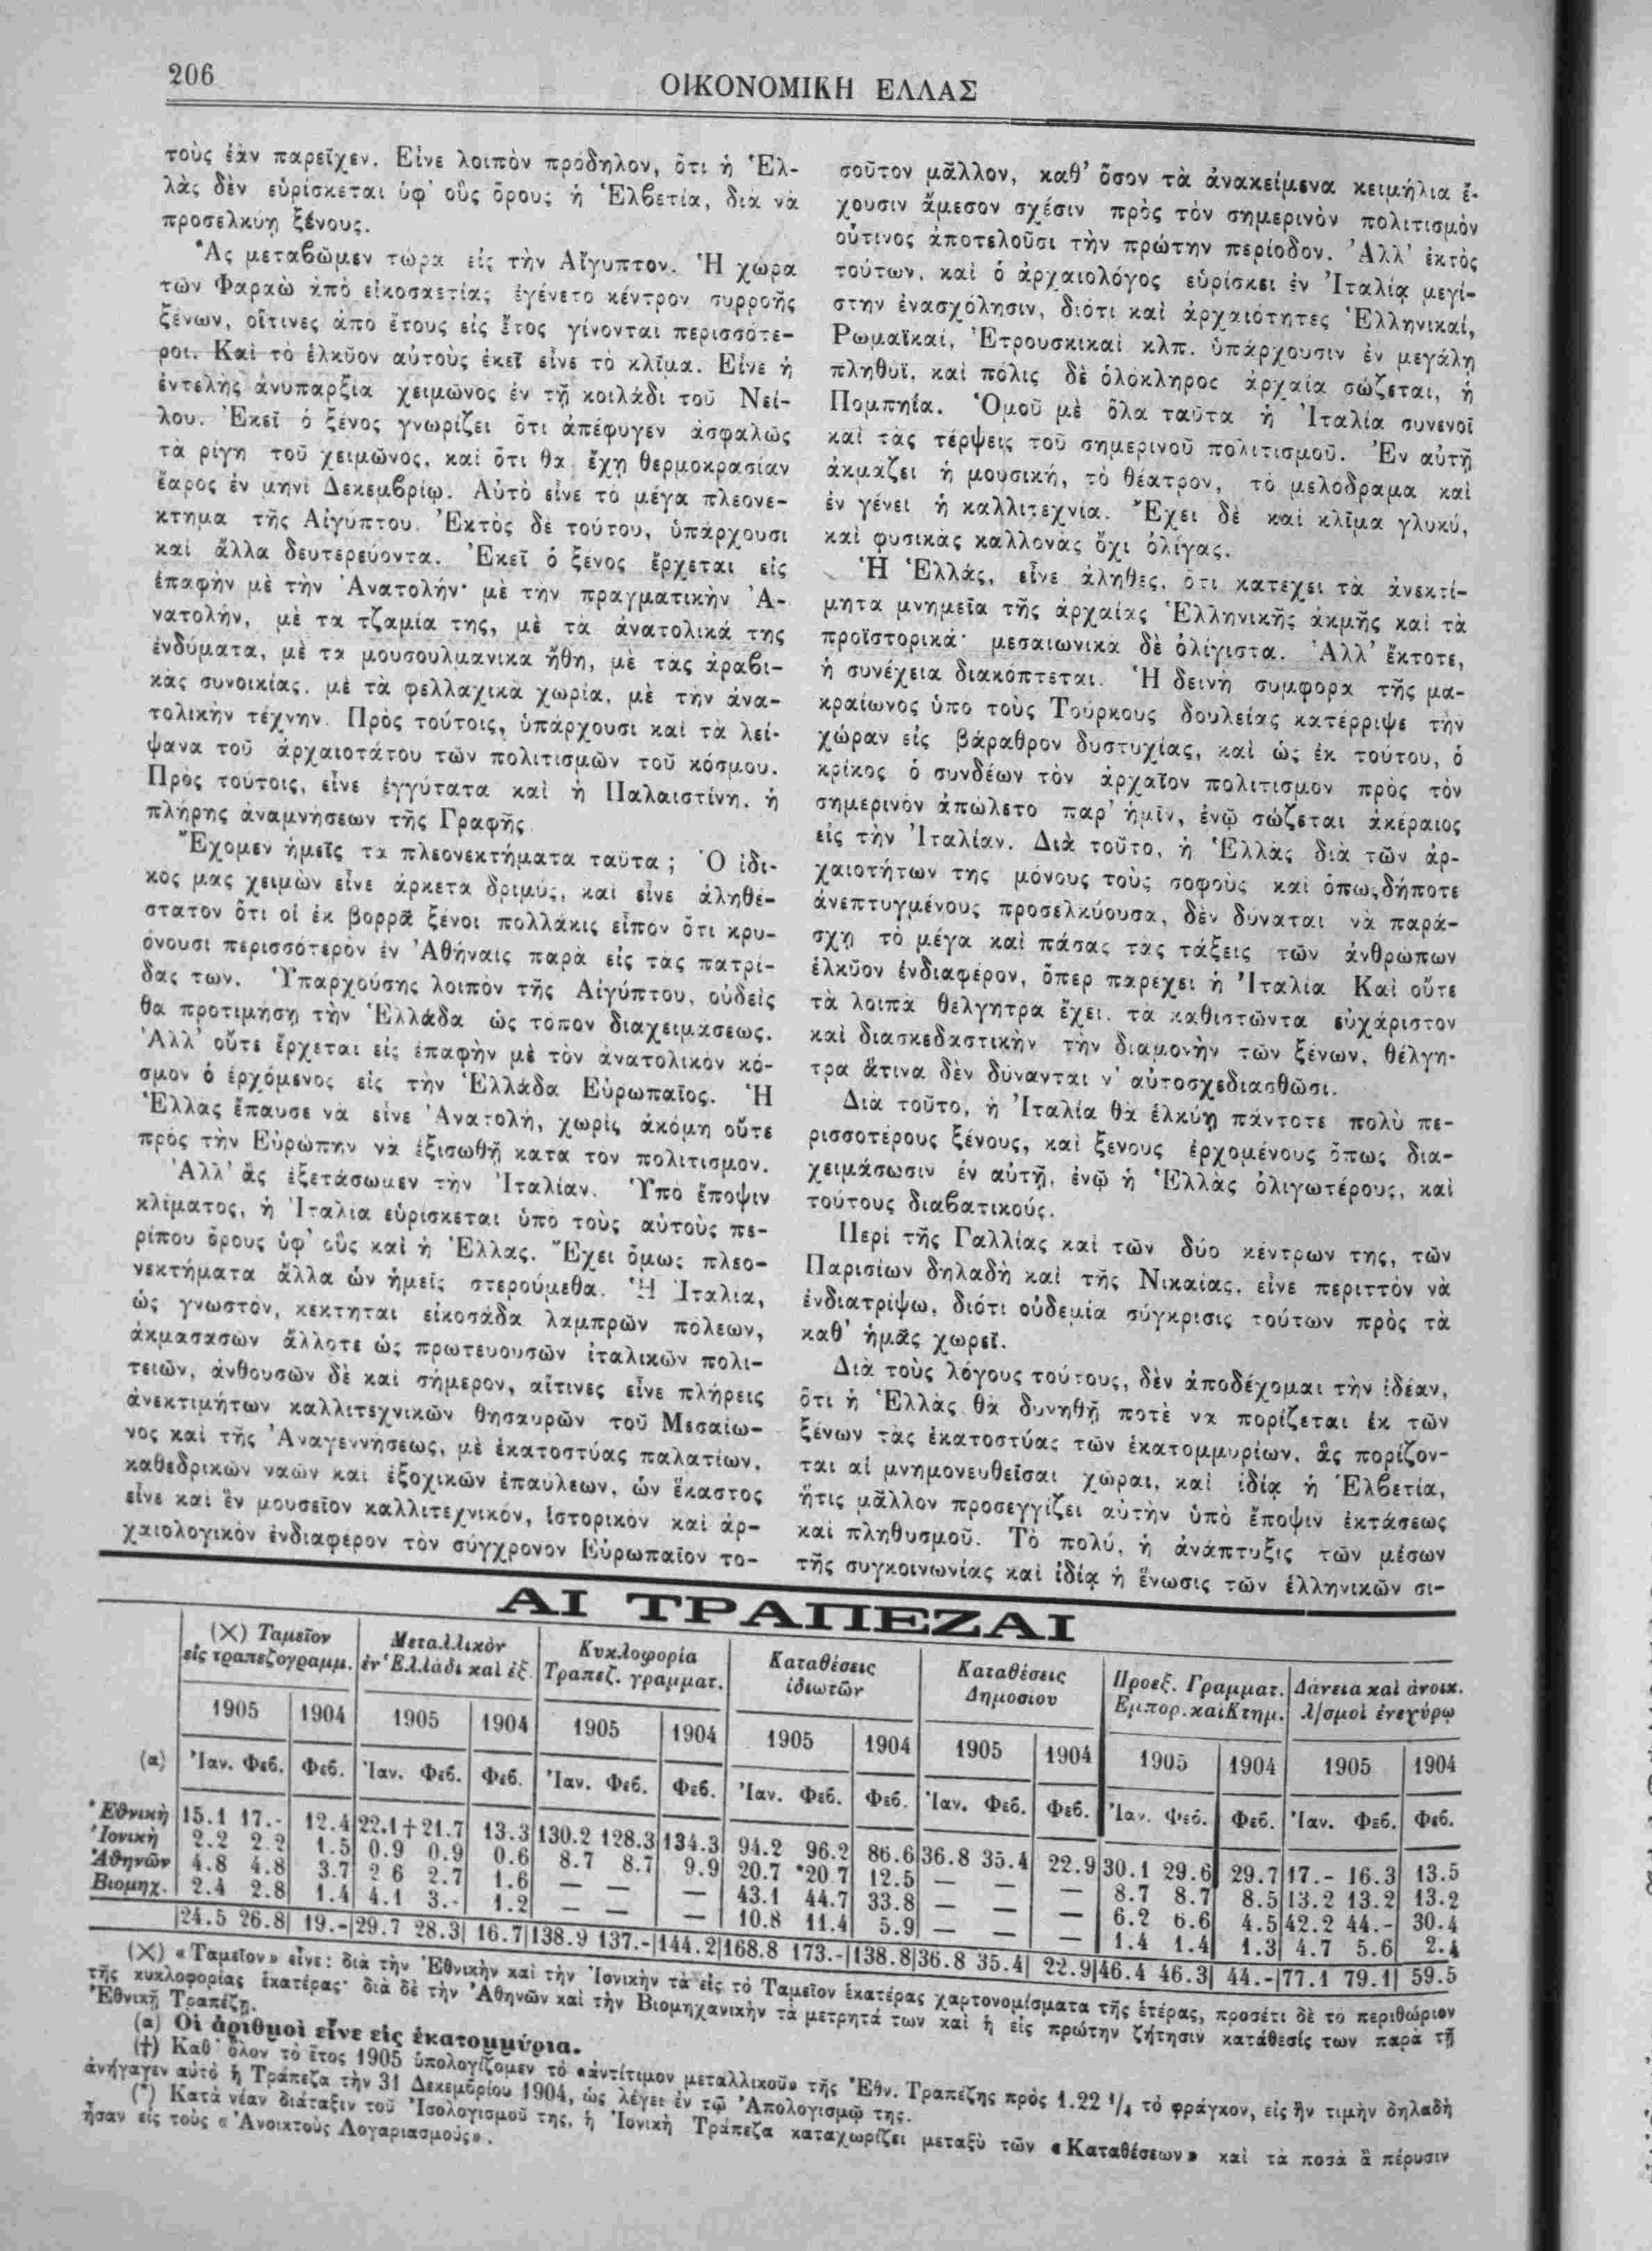 206
ΟΙΚΟΝΟΜΙΚΗ ΕΛΛΑΣ
τοὺς ἐὰν παρεῖχεν. Εἶνε λοιπὸν πρόδηλον, ὅτι ἡ Ἑλ-
λὰς δὲν εὑρίσκεται ὑφ' οὓς ὅρους ἡ Ἑλβετία, διὰ νὰ
προσελκύῃ ξένους.
Ἂς μεταβῶμεν τώρα εἰς τὴν Αἴγυπτον. Ἡ χώρα
τῶν Φαραὼ ἀπὸ εἰκοσαετίας ἐγένετο κέντρον συρροῆς
ξένων, οἵτινες ἀπὸ ἔτους εἰς ἔτος γίνονται περισσότε-
ροι. Καὶ τὸ ἑλκῦον αὐτοὺς ἐκεῖ εἶνε τὸ κλῖμα. Εἶνε ἡ
ἐντελὴς ἀνυπαρξία χειμῶνος ἐν τῇ κοιλάδι τοῦ Νεί-
λου. Ἐκεῖ ὁ ξένος γνωρίζει ὅτι ἀπέφυγεν ἀσφαλῶς
τὰ ρίγη τοῦ χειμῶνος, καὶ ὅτι θὰ ἔχῃ θερμοκρασίαν
ἔαρος ἐν μηνὶ Δεκεμβρίῳ. Αὐτὸ εἶνε τὸ μέγα πλεονέ-
κτημα τῆς Αἰγύπτου. Ἐκτὸς δὲ τούτου, ὑπάρχουσι
καὶ ἄλλα δευτερεύοντα. Ἐκεῖ ὁ ξένος ἔρχεται εἰς
ἐπαφὴν μὲ τὴν Ἀνατολήν· μὲ τὴν πραγματικὴν Ἀ-
νατολήν, μὲ τὰ τζαμία της, μὲ τὰ ἀνατολικά της
ἐνδύματα, μὲ τὰ μουσουλμανικὰ ἤθη, μὲ τὰς ἀραβι-
κὰς συνοικίας, μὲ τὰ φελλαχικὰ χωρία, μὲ τὴν ἀνα-
τολικὴν τέχνην. Πρὸς τούτοις, ὑπάρχουσι καὶ τὰ λεί-
ψανα τοῦ ἀρχαιοτάτου τῶν πολιτισμῶν τοῦ κόσμου.
Πρὸς τούτοις, εἶνε ἐγγύτατα καὶ ἡ Παλαιστίνη, ἡ
πλήρης ἀναμνήσεων τῆς Γραφῆς
Ἔχομεν ἡμεῖς τὰ πλεονεκτήματα ταῦτα ; Ὁ ἰδι-
κός μας χειμὼν εἶνε ἀρκετὰ δριμύς, καὶ εἶνε ἀληθέ-
στατον ὅτι οἱ ἐκ βορρᾶ ξένοι πολλάκις εἶπον ὅτι κρυ-
όνουσι περισσότερον ἐν Ἀθήναις παρὰ εἰς τὰς πατρί-
δας των. Ὑπαρχούσης λοιπὸν τῆς Αἰγύπτου, οὐδεὶς
θὰ προτιμήσῃ τὴν Ἑλλάδα ὡς τόπον διαχειμάσεως.
Ἀλλ' οὔτε ἔρχεται εἰς ἐπαφὴν μὲ τὸν ἀνατολικὸν κό-
σμον ὁ ἐρχόμενος εἰς τὴν Ἑλλάδα Εὐρωπαῖος. Ἡ
Ἑλλὰς ἔπαυσε νὰ εἶνε Ἀνατολή, χωρὶς ἀκόμη οὔτε
πρὸς τὴν Εὐρώπην νὰ ἐξισωθῇ κατὰ τὸν πολιτισμόν.
Ἀλλ' ἂς ἐξετάσωμεν τὴν Ἰταλίαν. Ὑπὸ ἔποψιν
κλίματος, ἡ Ἰταλία εὑρίσκεται ὑπὸ τοὺς αὐτοὺς πε-
ρίπου ὅρους ὑφ' οὓς καὶ ἡ Ἑλλάς. Ἔχει ὅμως πλεο-
νεκτήματα ἄλλα ὧν ἡμεῖς στερούμεθα. Ἡ Ἰταλία,
ὡς γνωστόν, κέκτηται εἰκοσάδα λαμπρῶν πόλεων,
ἀκμασασῶν ἄλλοτε ὡς πρωτευουσῶν ἰταλικῶν πολι-
τειῶν, ἀνθουσῶν δὲ καὶ σήμερον, αἵτινες εἶνε πλήρεις
ἀνεκτιμήτων καλλιτεχνικῶν θησαυρῶν τοῦ Μεσαίω-
νος καὶ τῆς Ἀναγεννήσεως, μὲ ἑκατοστύας παλατίων,
καθεδρικῶν ναῶν καὶ ἐξοχικῶν ἐπαύλεων, ὧν ἕκαστος
εἶνε καὶ ἓν μουσεῖον καλλιτεχνικόν, ἱστορικὸν καὶ ἀρ-
χαιολογικὸν ἐνδιαφέρον τὸν σύγχρονον Εὐρωπαῖον το-
σοῦτον μᾶλλον, καθ' ὅσον τὰ ἀνακείμενα κειμήλια ἔ-
χουσιν ἄμεσον σχέσιν πρὸς τὸν σημερινὸν πολιτισμὸν
οὗτινος ἀποτελοῦσι τὴν πρώτην περίοδον. Ἀλλ' ἐκτὸς
τούτων, καὶ ὁ ἀρχαιολόγος εὑρίσκει ἐν Ἰταλίᾳ μεγί-
στην ἐνασχόλησιν, διότι καὶ ἀρχαιότητες Ἑλληνικαί,
Ρωμαϊκαί, Ἐτρουσκικαὶ κλπ. ὑπάρχουσιν ἐν μεγάλῃ
πληθύϊ, καὶ πόλις δὲ ὁλόκληρος ἀρχαία σώζεται, ἡ
Πομπηΐα. Ὁμοῦ μὲ ὅλα ταῦτα ἡ Ἰταλία συνενοῖ
καὶ τὰς τέρψεις τοῦ σημερινοῦ πολιτισμοῦ. Ἐν αὐτῇ
ἀκμάζει ἡ μουσική, τὸ θέατρον, τὸ μελόδραμα καὶ
ἐν γένει ἡ καλλιτεχνία. Ἔχει δὲ καὶ κλῖμα γλυκύ,
καὶ φυσικὰς καλλονὰς ὄχι ὀλίγας.
Ἡ Ἑλλάς, εἶνε ἀληθές, ὅτι κατέχει τὰ ἀνεκτί-
μητα μνημεῖα τῆς ἀρχαίας Ἑλληνικῆς ἀκμῆς καὶ τὰ
προϊστορικά· μεσαιωνικὰ δὲ ὀλίγιστα. Ἀλλ' ἔκτοτε,
ἡ συνέχεια διακόπτεται. Ἡ δεινὴ συμφορὰ τῆς μα-
κραίωνος ὑπὸ τοὺς Τούρκους δουλείας κατέρριψε τὴν
χώραν εἰς βάραθρον δυστυχίας, καὶ ὡς ἐκ τούτου, ὁ
κρίκος ὁ συνδέων τὸν ἀρχαῖον πολιτισμὸν πρὸς τὸν
σημερινὸν ἀπώλετο παρ' ἡμῖν, ἐνῷ σώζεται ἀκέραιος
εἰς τὴν Ἰταλίαν. Διὰ τοῦτο, ἡ Ἑλλὰς διὰ τῶν ἀρ-
χαιοτήτων της μόνους τοὺς σοφοὺς καὶ ὁπωςδήποτε
ἀνεπτυγμένους προσελκύουσα, δὲν δύναται νὰ παρά-
σχῃ τὸ μέγα καὶ πάσας τὰς τάξεις τῶν ἀνθρώπων
ἑλκῦον ἐνδιαφέρον, ὅπερ παρέχει ἡ Ἰταλία Καὶ οὔτε
τὰ λοιπὰ θέλγητρα ἔχει, τὰ καθιστῶντα εὐχάριστον
καὶ διασκεδαστικὴν τὴν διαμονὴν τῶν ξένων, θέλγη-
τρα ἅτινα δὲν δύνανται ν' αὐτοσχεδιασθῶσι.
Διὰ τοῦτο, ἡ Ἰταλία θὰ ἑλκύῃ πάντοτε πολὺ πε-
ρισσοτέρους ξένους, καὶ ξένους ἐρχομένους ὅπως δια-
χειμάσωσιν ἐν αὐτῇ, ἐνῷ ἡ Ἑλλὰς ὀλιγωτέρους, καὶ
τούτους διαβατικούς.
Περὶ τῆς Γαλλίας καὶ τῶν δύο κέντρων της, τῶν
Παρισίων δηλαδὴ καὶ τῆς Νικαίας, εἶνε περιττὸν νὰ
ἐνδιατρίψω, διότι οὐδεμία σύγκρισις τούτων πρὸς τὰ
καθ' ἡμᾶς χωρεῖ.
Διὰ τοὺς λόγους τούτους, δὲν ἀποδέχομαι τὴν ἰδέαν,
ὅτι ἡ Ἑλλὰς θὰ δυνηθῇ ποτὲ νὰ πορίζεται ἐκ τῶν
ξένων τὰς ἑκατοστύας τῶν ἑκατομμυρίων, ἃς πορίζον-
ται αἱ μνημονευθεῖσαι χῶραι, καὶ ἰδίᾳ ἡ Ἑλβετία,
ἥτις μᾶλλον προσεγγίζει αὐτὴν ὑπὸ ἔποψιν ἐκτάσεως
καὶ πληθυσμοῦ. Τὸ πολύ, ἡ ἀνάπτυξις τῶν μέσων
τῆς συγκοινωνίας καὶ ἰδίᾳ ἡ ἕνωσις τῶν ἑλληνικῶν σι-
ΑΙ ΤΡΑΠΕΖΑΙ
(Χ) Ταμεῖον εἰς τραπεζογραμμ. Μεταλλικὸν ἐν Ἑλλάδι καὶ ἐξ. Κυκλοφορία Τραπεζ. γραμματ. Καταθέσεις ἰδιωτῶν Καταθέσεις Δημοσίου Προεξ. Γραμματ. Εμπορ. καὶ Κτημ. Δάνεια καὶ ἀνοικ. λ/σμοὶ ἐνεχύρῳ
1905 1904 1905 1904 1905 1904 1905 1904 1905 1904 1905 1904 1905 1904
(α) Ἰαν. Φεβ. Φεβ. Ἰαν. Φεβ. Φεβ. Ἰαν. Φεβ. Φεβ. Ἰαν. Φεβ. Φεβ. Ἰαν. Φεβ. Φεβ. Ἰαν. Φεβ. Φεβ. Ἰαν. Φεβ. Φεβ.
Ἐθνικὴ 15.1 17.- 12.4 22.1 †21.7 13.3 130.2 128.3 134.3 94.2 96.2 86.6 36.8 35.4 22.9 30.1 29.6 29.7 17.- 16.3 13.5
Ἰονικὴ 2.2 2.2 1.5 0.9 0.9 0.6 8.7 8.7 9.9 20.7 *20 7 12.5 — — — 8.7 8.7 8.5 13.2 13.2 13.2
Ἀθηνῶν 4.8 4.8 3.7 2 6 2.7 1.6 — — — 43.1 44.7 33.8 — — — 6.2 6.6 4.5 42.2 44.- 30.4
Βιομηχ. 2.4 2.8 1.4 4.1 3.- 1.2 — — — 10.8 11.4 5.9 — — — 1.4 1.4 1.3 4.7 5.6 2.4
24.5 26.8 19.- 29.7 28.3 16.7 138.9 137.- 144.2 168.8 173.- 138.8 36.8 35.4 22.9 46.4 46.3 44.- 77.1 79.1 59.5
(Χ) «Ταμεῖον» εἶνε: διὰ τὴν Ἐθνικὴν καὶ τὴν Ἰονικὴν τὰ εἰς τὸ Ταμεῖον ἑκατέρας χαρτονομίσματα τῆς ἑτέρας, προσέτι δὲ τὸ περιθώριον
τῆς κυκλοφορίας ἑκατέρας· διὰ δὲ τὴν Ἀθηνῶν καὶ τὴν Βιομηχανικὴν τὰ μετρητά των καὶ ἡ εἰς πρώτην ζήτησιν κατάθεσίς των παρὰ τῇ
Ἐθνικῇ Τραπέζῃ.
(α) Οἱ ἀριθμοὶ εἶνε εἰς ἑκατομμύρια.
(†) Καθ' ὅλον τὸ ἔτος 1905 ὑπολογίζομεν τὸ «ἀντίτιμον μεταλλικοῦ» τῆς Ἐθν. Τραπέζης πρὸς 1.22 1/4 τὸ φράγκον, εἰς ἣν τιμὴν δηλαδὴ
ἀνήγαγεν αὐτὸ ἡ Τράπεζα τὴν 31 Δεκεμβρίου 1904, ὡς λέγει ἐν τῷ Ἀπολογισμῷ της.
(*) Κατὰ νέαν διάταξιν τοῦ Ἰσολογισμοῦ της, ἡ Ἰονικὴ Τράπεζα καταχωρίζει μεταξὺ τῶν «Καταθέσεων» καὶ τὰ ποσὰ ἃ πέρυσιν
ἦσαν εἰς τοὺς «Ἀνοικτοὺς Λογαριασμούς».